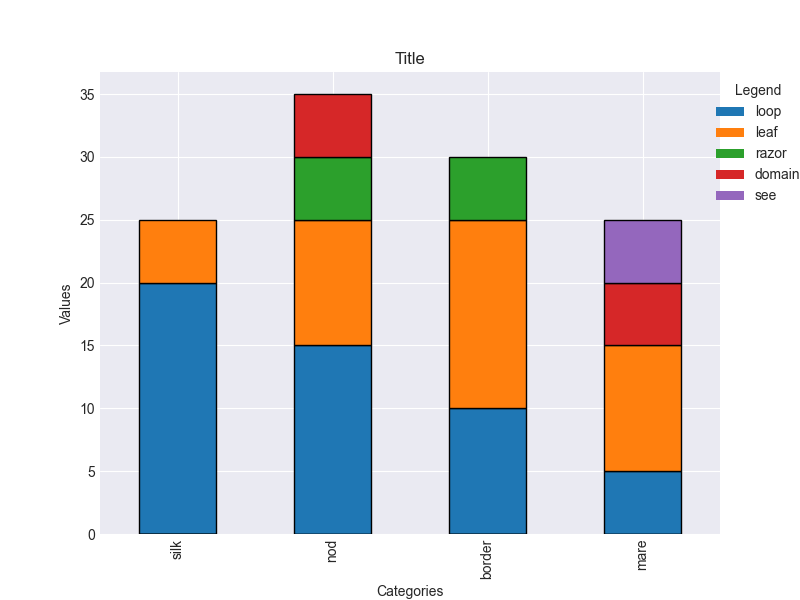 Title
Legend
loop
leaf
razor
domain
see
Values
35
30
25
20
15
10
5
0
silk
nod
border
mare
Categories